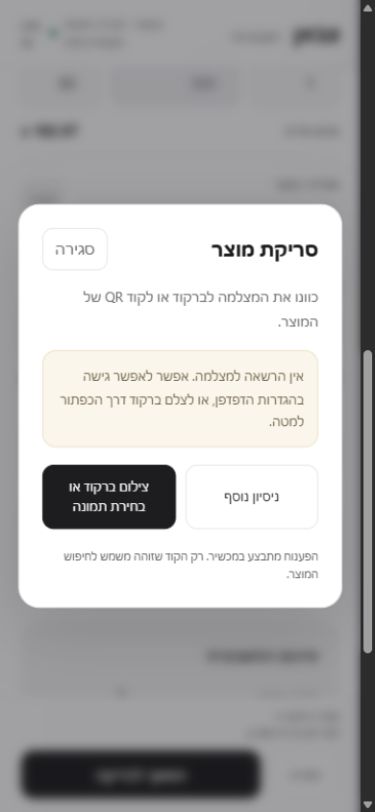 סריקת מוצר
סגירה
כוונו את המצלמה לברקוד או לקוד QR של
המוצר.
אין הרשאה למצלמה. אפשר לאפשר גישה
בהגדרות הדפדפן, או לצלם ברקוד דרך הכפתור
למטה.
ניסיון נוסף
צילום ברקוד או
בחירת תמונה
הפענוח מתבצע במכשיר. רק הקוד שזוהה משמש לחיפוש
המוצר.